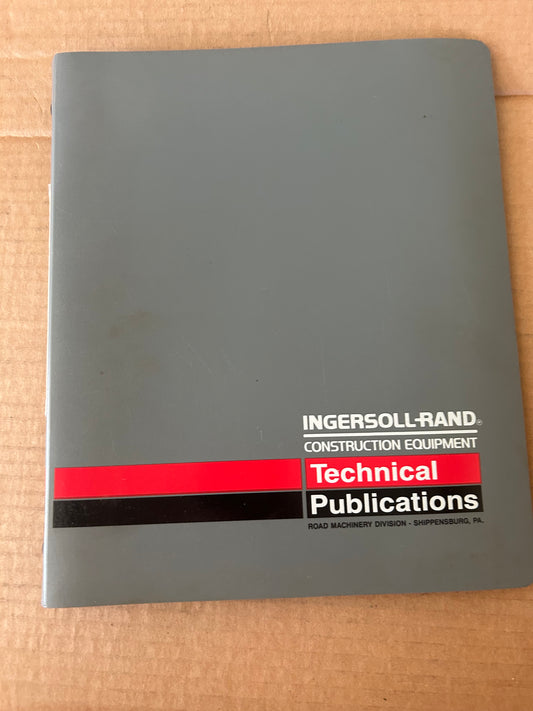 INGERSOLL-RAND®
CONSTRUCTION EQUIPMENT
Technical
Publications
ROAD MACHINERY DIVISION - SHIPPENSBURG, PA.